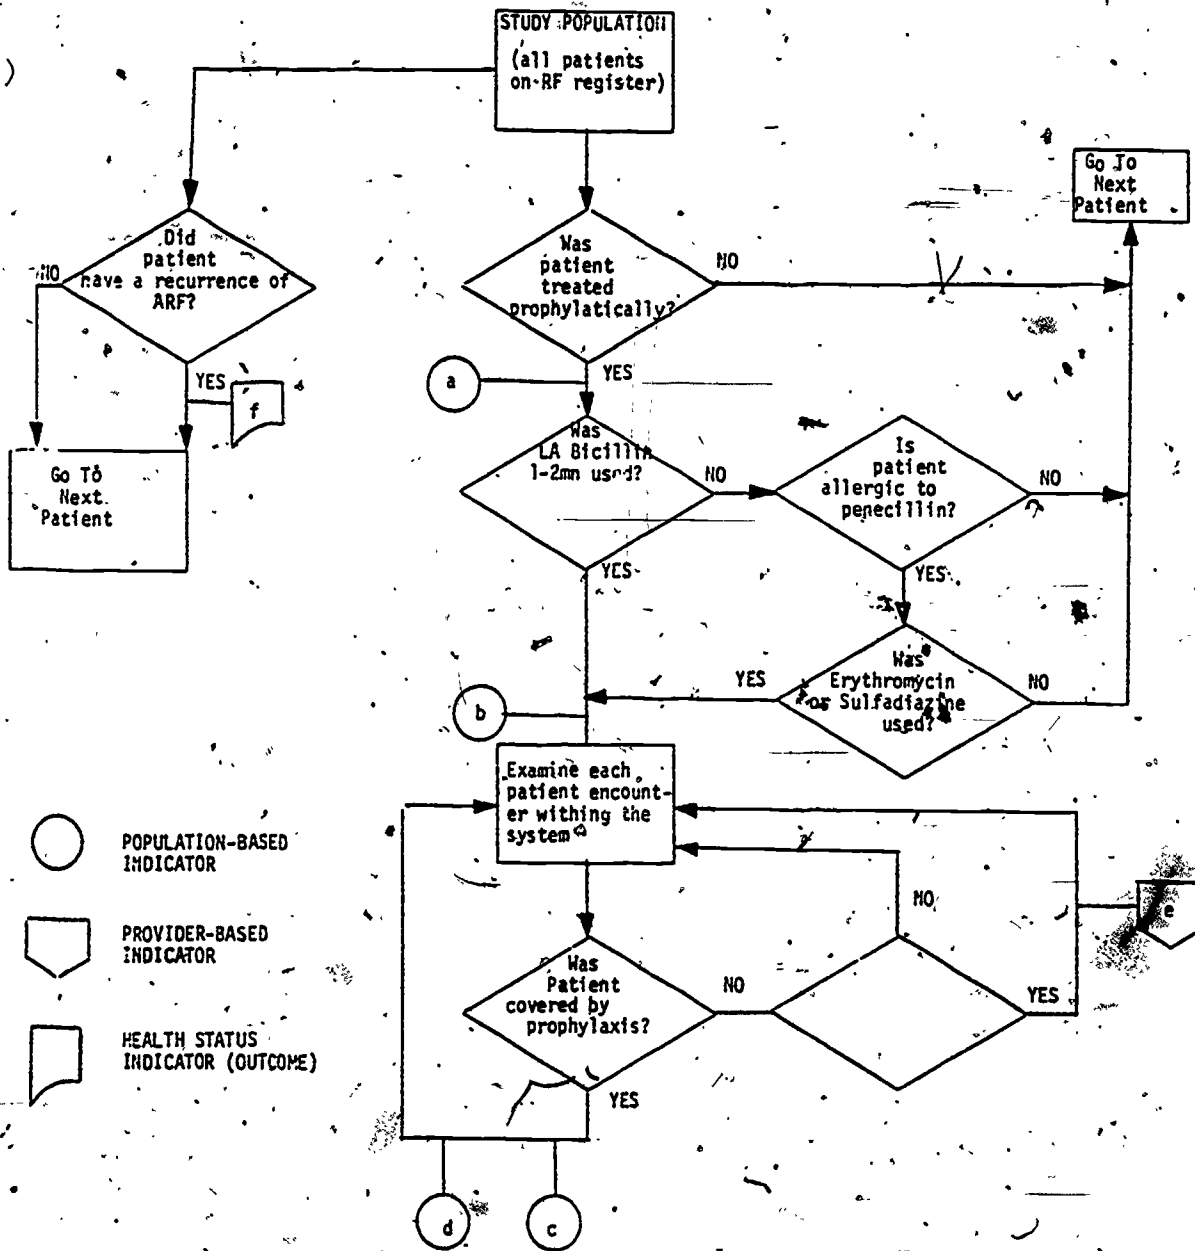 STUDY POPULATION
(all patients
on RF register)
Go To
Next
Patient
Did
patient
have a recurrence of
ARF?
NO
YES
f
Go To
Next
Patient
Was
patient
treated
prophylatically?
NO
YES
a
Was
LA Bicillin
1-2mn used?
NO
YES
Is
patient
allergic to
penecillin?
NO
YES
Was
Erythromycin
or Sulfadiazine
used?
YES
NO
b
Examine each
patient encount-
er withing the
system
NO
e
Was
Patient
covered by
prophylaxis?
NO
YES
YES
d
c
POPULATION-BASED
INDICATOR
PROVIDER-BASED
INDICATOR
HEALTH STATUS
INDICATOR (OUTCOME)